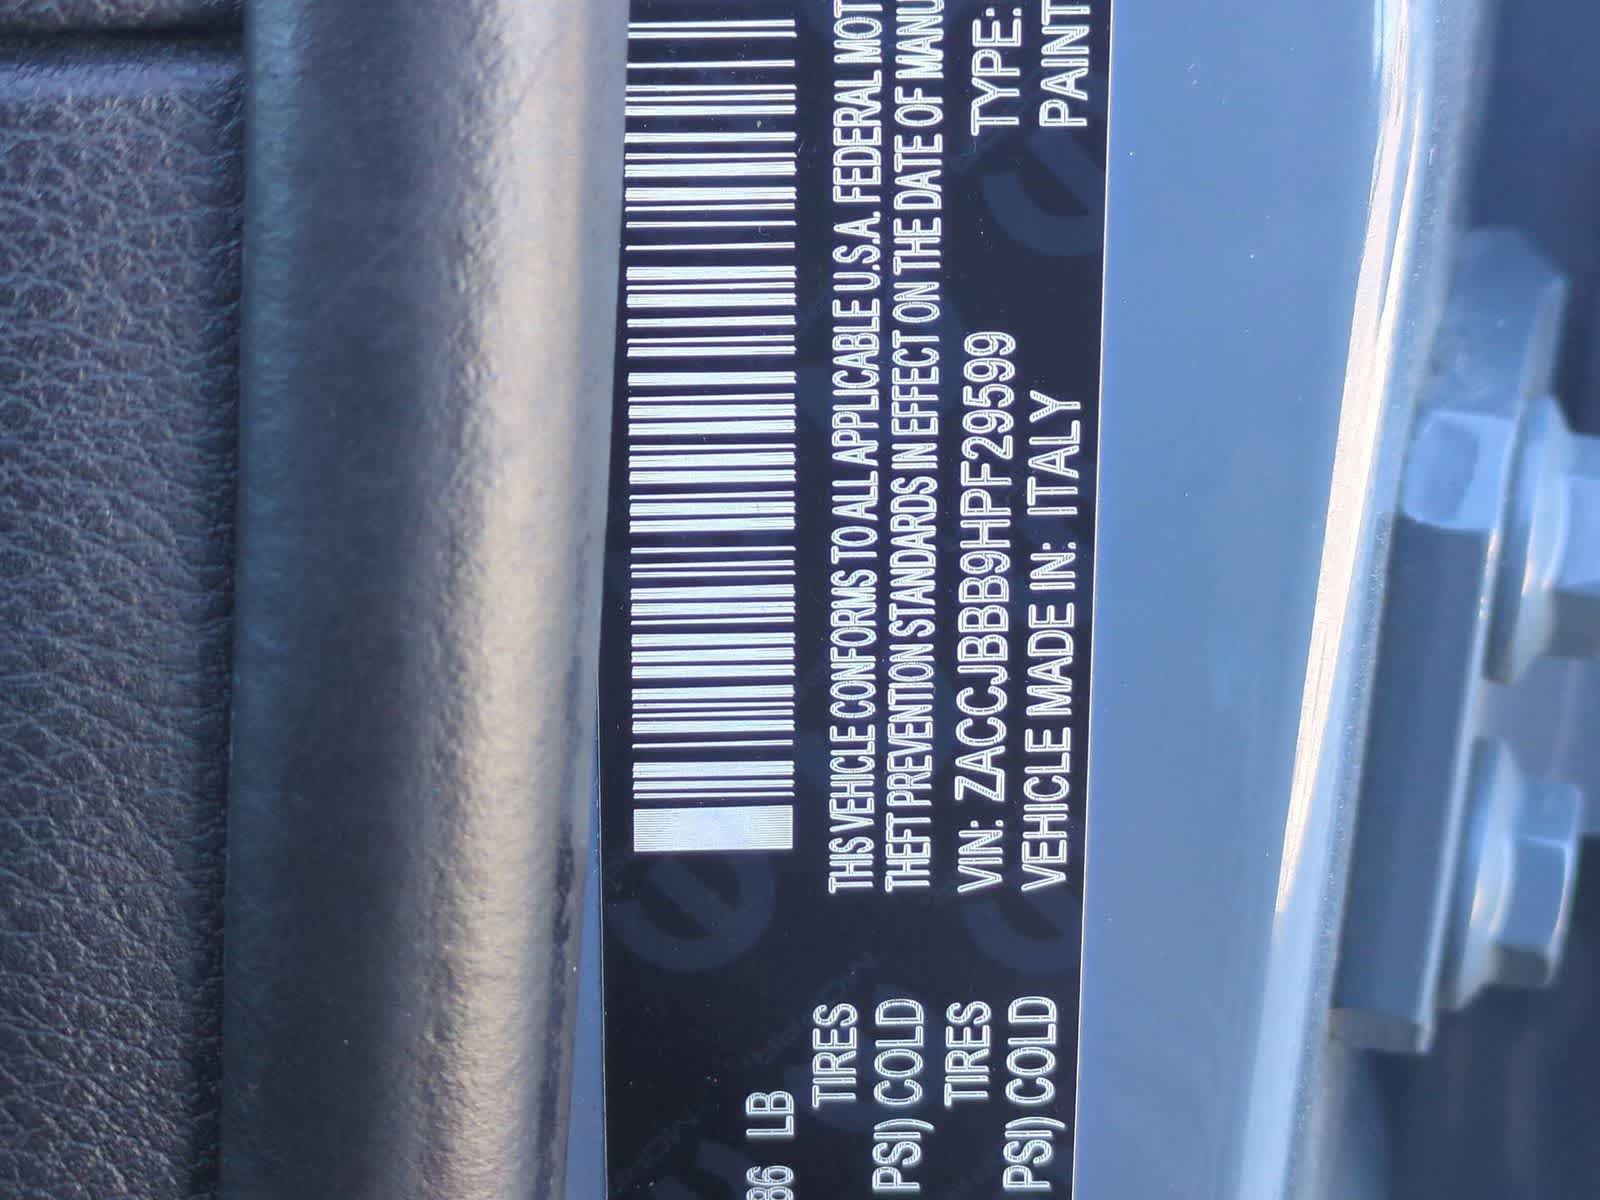 THIS VEHICLE CONFORMS TO ALL APPLICABLE U.S.A. FEDERAL MOT
THEFT PREVENTION STANDARDS IN EFFECT ON THE DATE OF MANU
VIN: ZACCJBBB9HPF29599 TYPE:
VEHICLE MADE IN: ITALY PAINT
86 LB
TIRES
PSI) COLD
TIRES
PSI) COLD